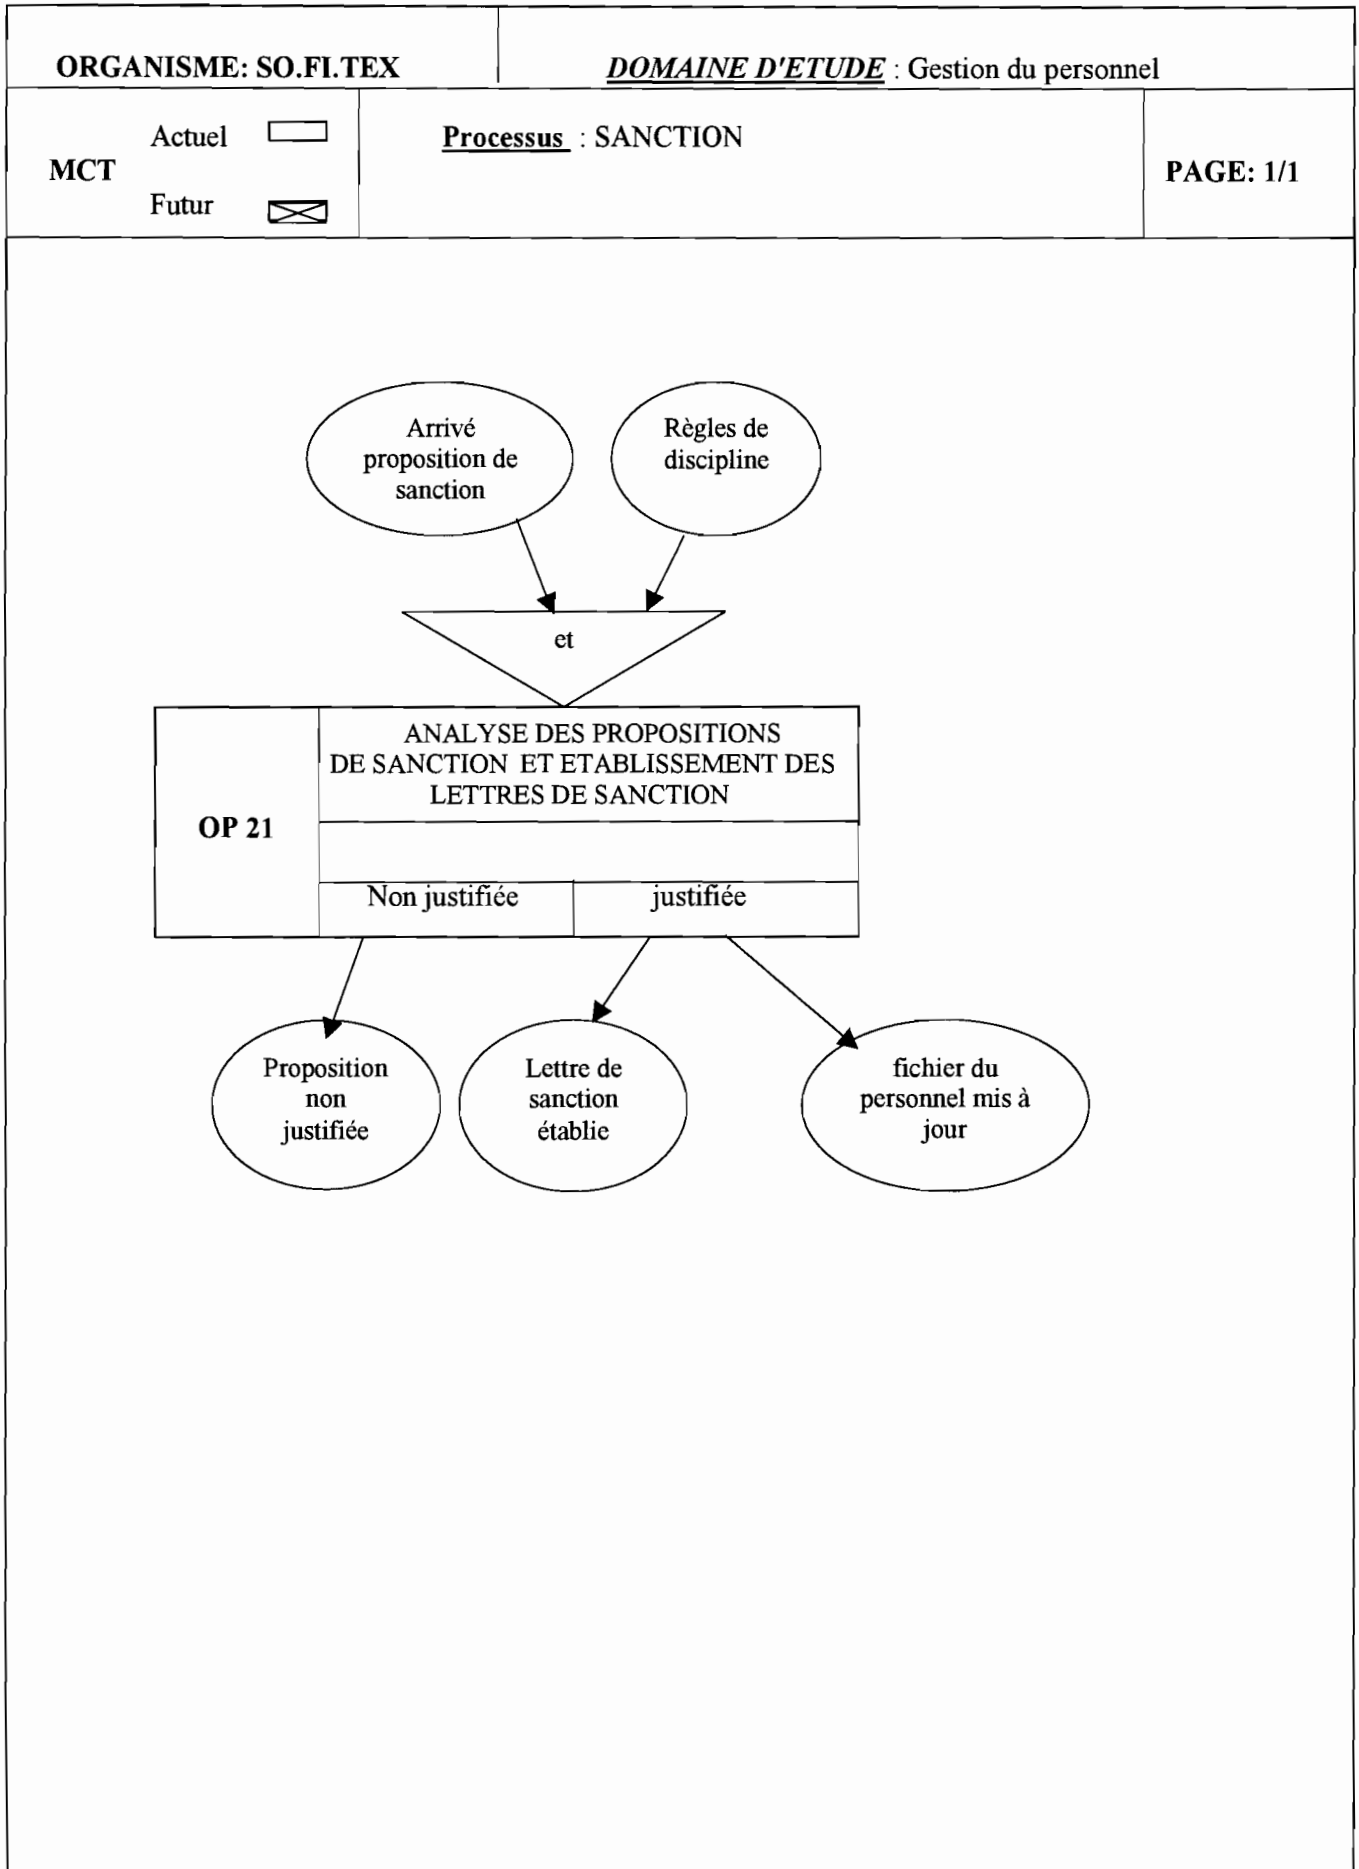 ORGANISME: SO.FI.TEX
DOMAINE D'ETUDE : Gestion du personnel
MCT
Actuel
Futur
Processus : SANCTION
PAGE: 1/1
Arrivé
proposition de
sanction
Règles de
discipline
et
OP 21
ANALYSE DES PROPOSITIONS
DE SANCTION ET ETABLISSEMENT DES
LETTRES DE SANCTION
Non justifiée
justifiée
Proposition
non
justifiée
Lettre de
sanction
établie
fichier du
personnel mis à
jour